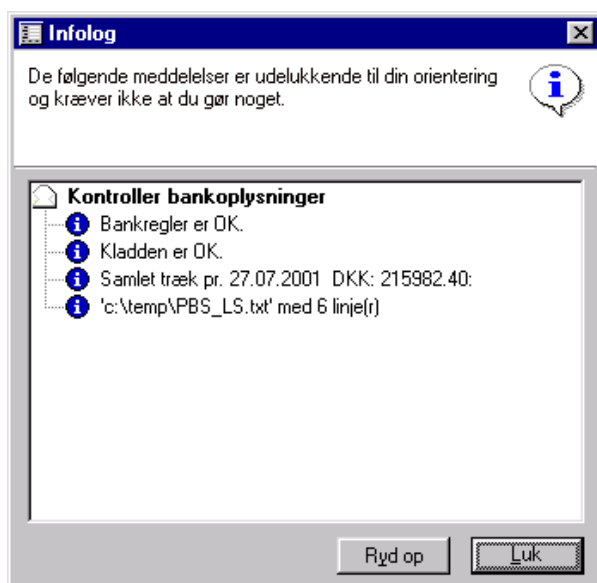 Infolog
De følgende meddelelser er udelukkende til din orientering
og kræver ikke at du gør noget.
Kontroller bankoplysninger
Bankregler er OK.
Kladden er OK.
Samlet træk pr. 27.07.2001 DKK: 215982.40:
'c:\temp\PBS_LS.txt' med 6 linje(r)
Ryd op
Luk